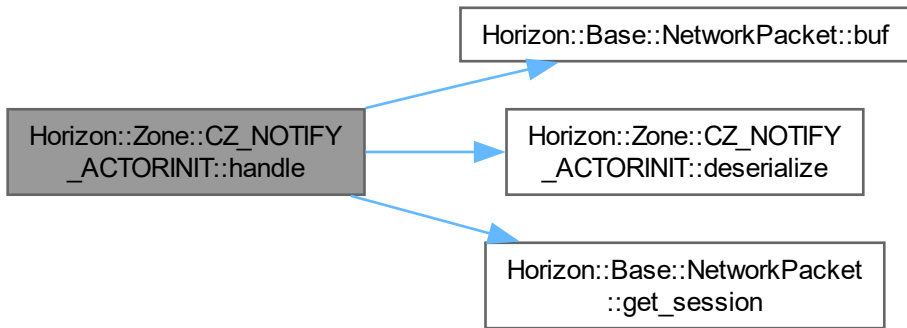 Horizon::Base::NetworkPacket::buf
Horizon::Zone::CZ_NOTIFY
_ACTORINIT::handle
Horizon::Zone::CZ_NOTIFY
_ACTORINIT::deserialize
Horizon::Base::NetworkPacket
::get_session